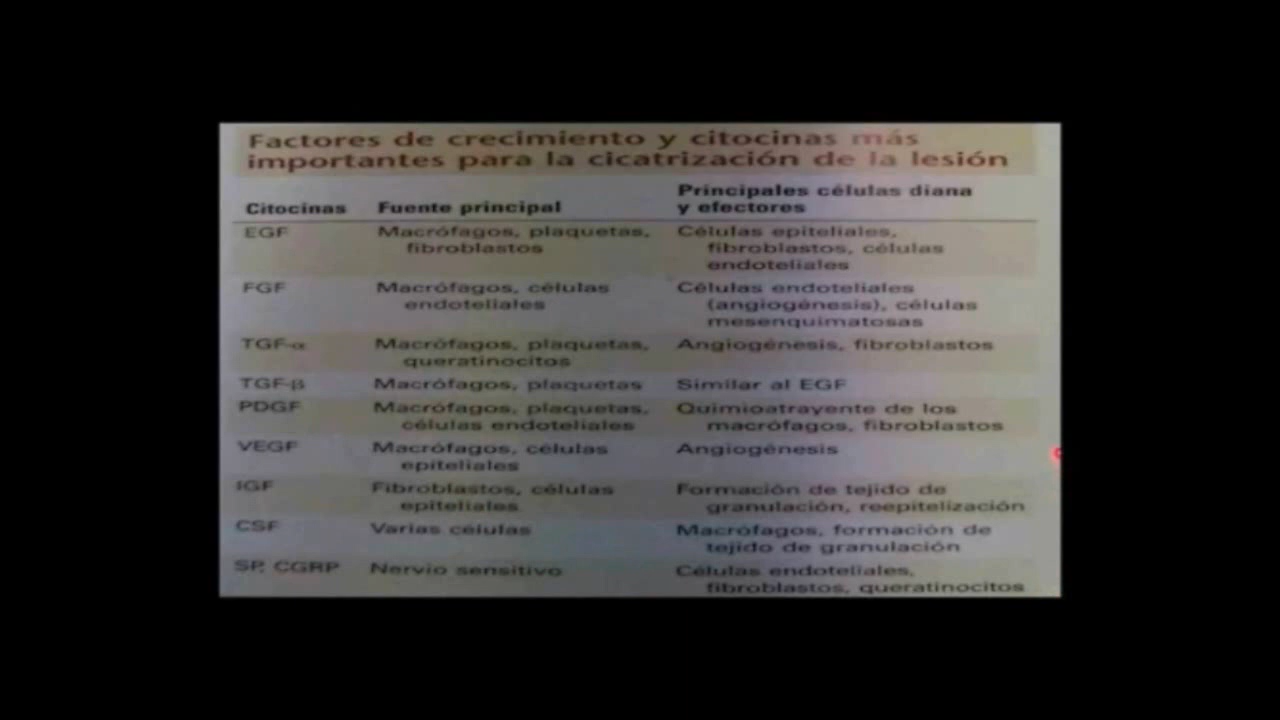 Factores de crecimiento y citocinas más
importantes para la cicatrización de la lesión
Citocinas Fuente principal Principales células diana
y efectores
EGF Macrófagos, plaquetas, Células epiteliales,
fibroblastos fibroblastos, células
endoteliales
FGF Macrófagos, células Células endoteliales
endoteliales (angiogénesis), células
mesenquimatosas
TGF-α Macrófagos, plaquetas, Angiogénesis, fibroblastos
queratinocitos
TGF-β Macrófagos, plaquetas Similar al EGF
PDGF Macrófagos, plaquetas, Quimioatrayente de los
células endoteliales macrófagos, fibroblastos
VEGF Macrófagos, células Angiogénesis
epiteliales
IGF Fibroblastos, células Formación de tejido de
epiteliales granulación, reepitelización
CSF Varias células Macrófagos, formación de
tejido de granulación
SP, CGRP Nervio sensitivo Células endoteliales,
fibroblastos, queratinocitos